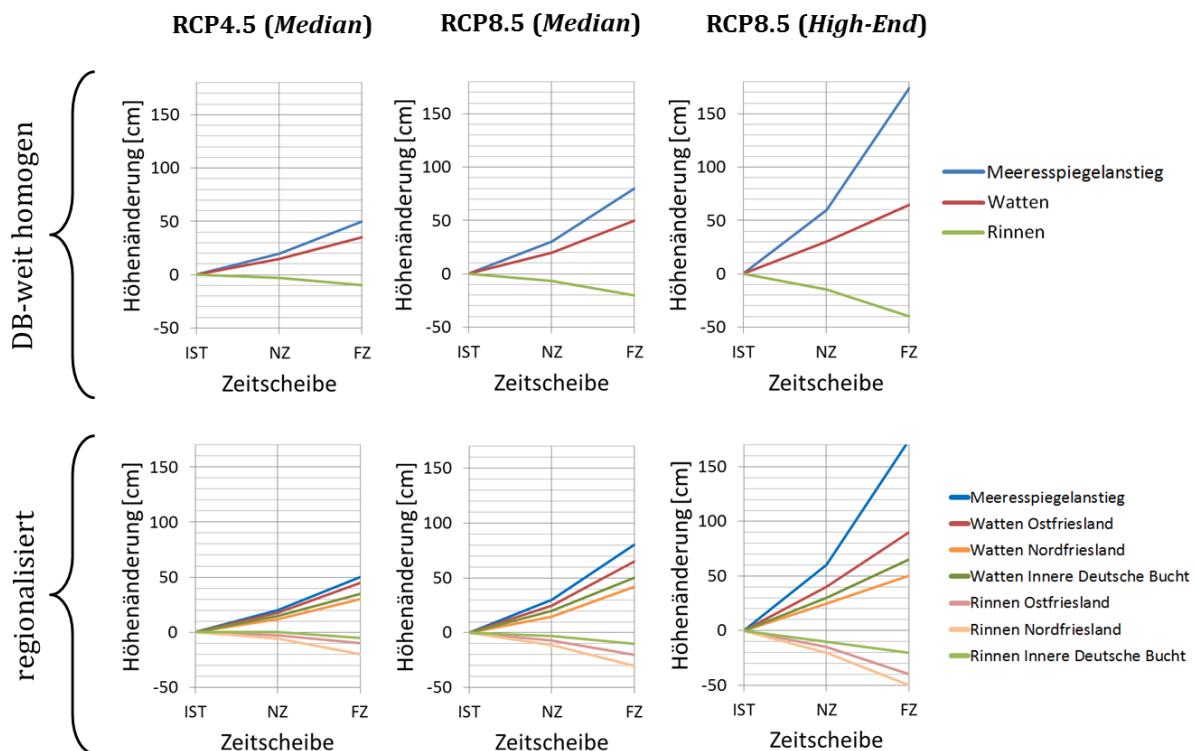 RCP4.5 (Median)
RCP8.5 (Median)
RCP8.5 (High-End)
DB-weit homogen
Höhenänderung [cm]
150
100
50
0
-50
IST
NZ
FZ
Zeitscheibe
Höhenänderung [cm]
150
100
50
0
-50
IST
NZ
FZ
Zeitscheibe
Höhenänderung [cm]
150
100
50
0
-50
IST
NZ
FZ
Zeitscheibe
Meeresspiegelanstieg
Watten
Rinnen
regionalisiert
Höhenänderung [cm]
150
100
50
0
-50
IST
NZ
FZ
Zeitscheibe
Höhenänderung [cm]
150
100
50
0
-50
IST
NZ
FZ
Zeitscheibe
Höhenänderung [cm]
150
100
50
0
-50
IST
NZ
FZ
Zeitscheibe
Meeresspiegelanstieg
Watten Ostfriesland
Watten Nordfriesland
Watten Innere Deutsche Bucht
Rinnen Ostfriesland
Rinnen Nordfriesland
Rinnen Innere Deutsche Bucht